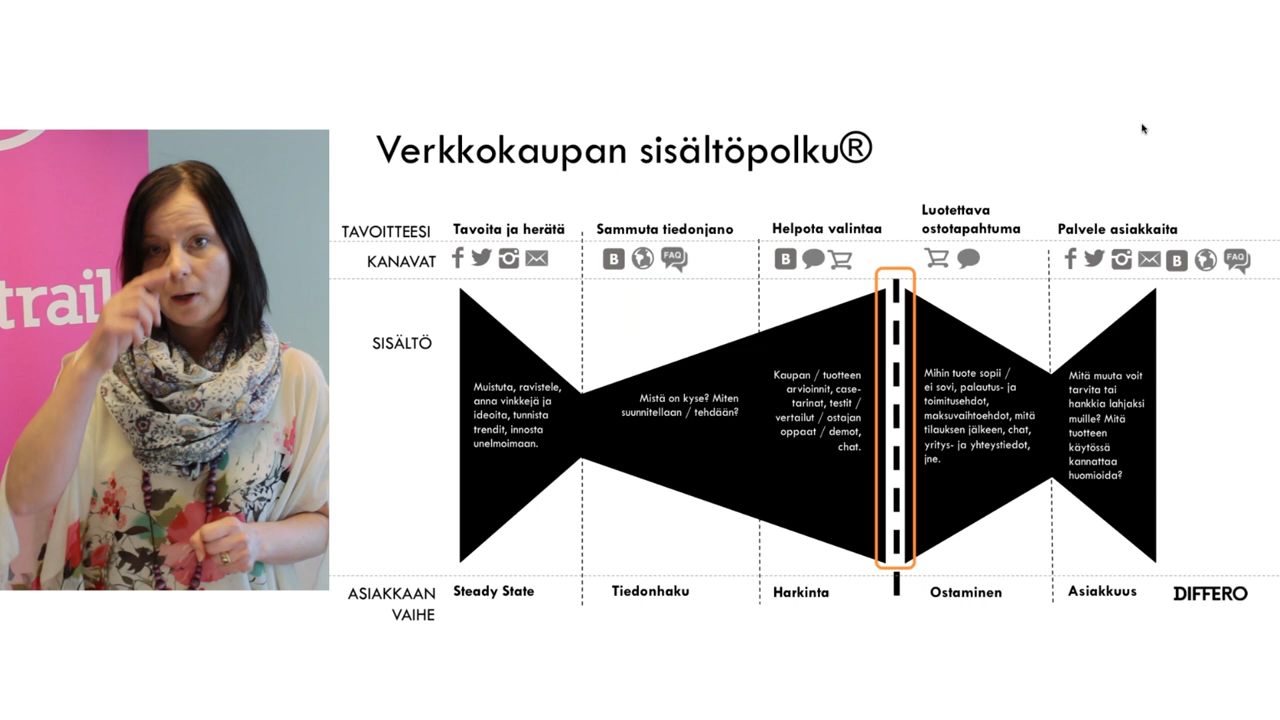 Verkkokaupan sisältöpolku®
trail
TAVOITTEESI
Tavoita ja herätä
Sammuta tiedonjano
Helpota valintaa
Luotettava
ostotapahtuma
Palvele asiakkaita
KANAVAT
B
FAQ
B
B
FAQ
SISÄLTÖ
Muistuta, ravistele,
anna vinkkejä ja
ideoita, tunnista
trendit, innosta
unelmoimaan.
Mistä on kyse? Miten
suunnitellaan / tehdään?
Kaupan / tuotteen
arvioinnit, case-
tarinat, testit /
vertailut / ostajan
oppaat / demot,
chat.
Mihin tuote sopii /
ei sovi, palautus- ja
toimitusehdot,
maksuvaihtoehdot, mitä
tilauksen jälkeen, chat,
yritys- ja yhteystiedot,
jne.
Mitä muuta voit
tarvita tai
hankkia lahjaksi
muille? Mitä
tuotteen
käytössä
kannattaa
huomioida?
ASIAKKAAN
VAIHE
Steady State
Tiedonhaku
Harkinta
Ostaminen
Asiakkuus
DIFFERO